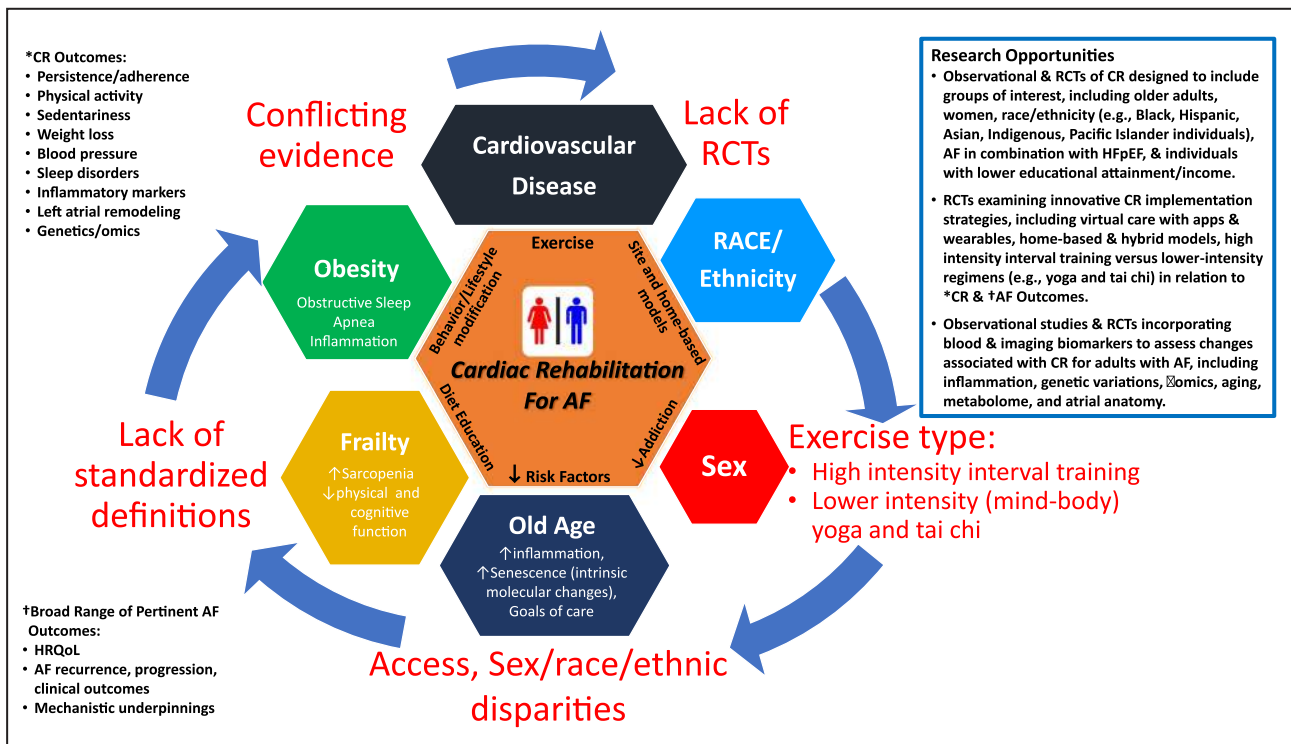 *CR Outcomes:
• Persistence/adherence
• Physical activity
• Sedentariness
• Weight loss
• Blood pressure
• Sleep disorders
• Inflammatory markers
• Left atrial remodeling
• Genetics/omics
Conflicting
evidence
Cardiovascular
Disease
Lack of
RCTs
Research Opportunities
• Observational & RCTs of CR designed to include
groups of interest, including older adults,
women, race/ethnicity (e.g., Black, Hispanic,
Asian, Indigenous, Pacific Islander individuals),
AF in combination with HFpEF, & individuals
with lower educational attainment/income.
• RCTs examining innovative CR implementation
strategies, including virtual care with apps &
wearables, home-based & hybrid models, high
intensity interval training versus lower-intensity
regimens (e.g., yoga and tai chi) in relation to
*CR & †AF Outcomes.
• Observational studies & RCTs incorporating
blood & imaging biomarkers to assess changes
associated with CR for adults with AF, including
inflammation, genetic variations, omics, aging,
metabolome, and atrial anatomy.
Obesity
Obstructive Sleep
Apnea
Inflammation
RACE/
Ethnicity
Exercise
Behavior/Lifestyle
modification
Site and home-based
models
Cardiac Rehabilitation
For AF
Diet Education
↓Addiction
↓ Risk Factors
Lack of
standardized
definitions
Frailty
↑Sarcopenia
↓physical and
cognitive
function
Sex
Exercise type:
• High intensity interval training
• Lower intensity (mind-body)
yoga and tai chi
Old Age
↑inflammation,
↑Senescence (intrinsic
molecular changes),
Goals of care
†Broad Range of Pertinent AF
Outcomes:
• HRQoL
• AF recurrence, progression,
clinical outcomes
• Mechanistic underpinnings
Access, Sex/race/ethnic
disparities